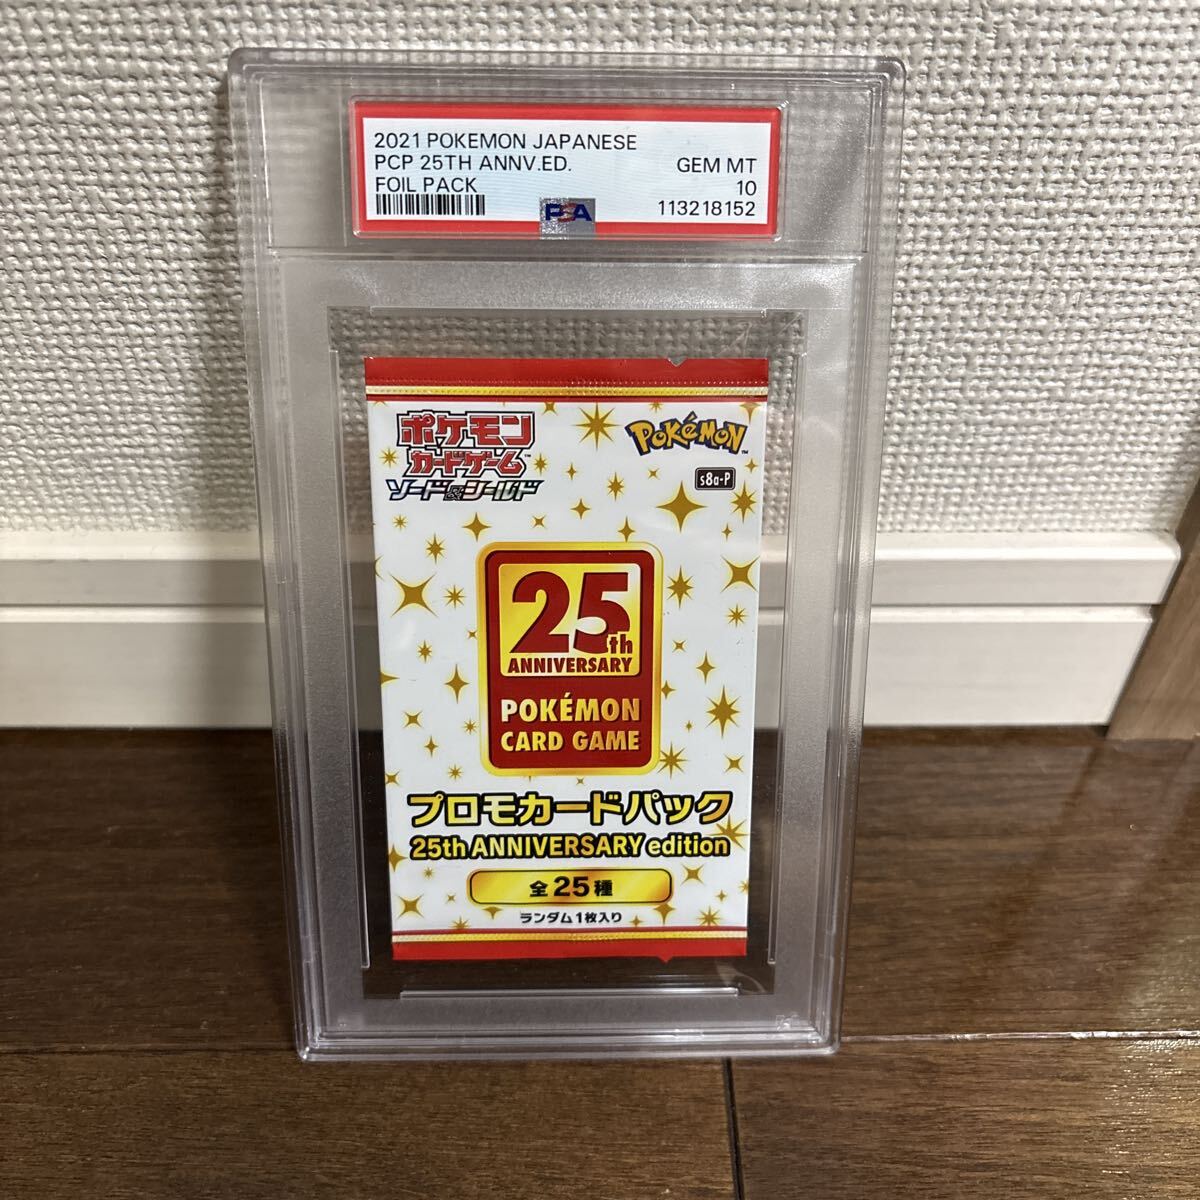 2021 POKEMON JAPANESE
PCP 25TH ANNV.ED.
GEM MT
FOIL PACK
10
PSA
113218152
ポケモン
カードゲーム
ソード&シールド
POKéMON
TM
s8a-P
25th
ANNIVERSARY
POKÉMON
CARD GAME
プロモカードパック
25th ANNIVERSARY edition
全25種
ランダム1枚入り